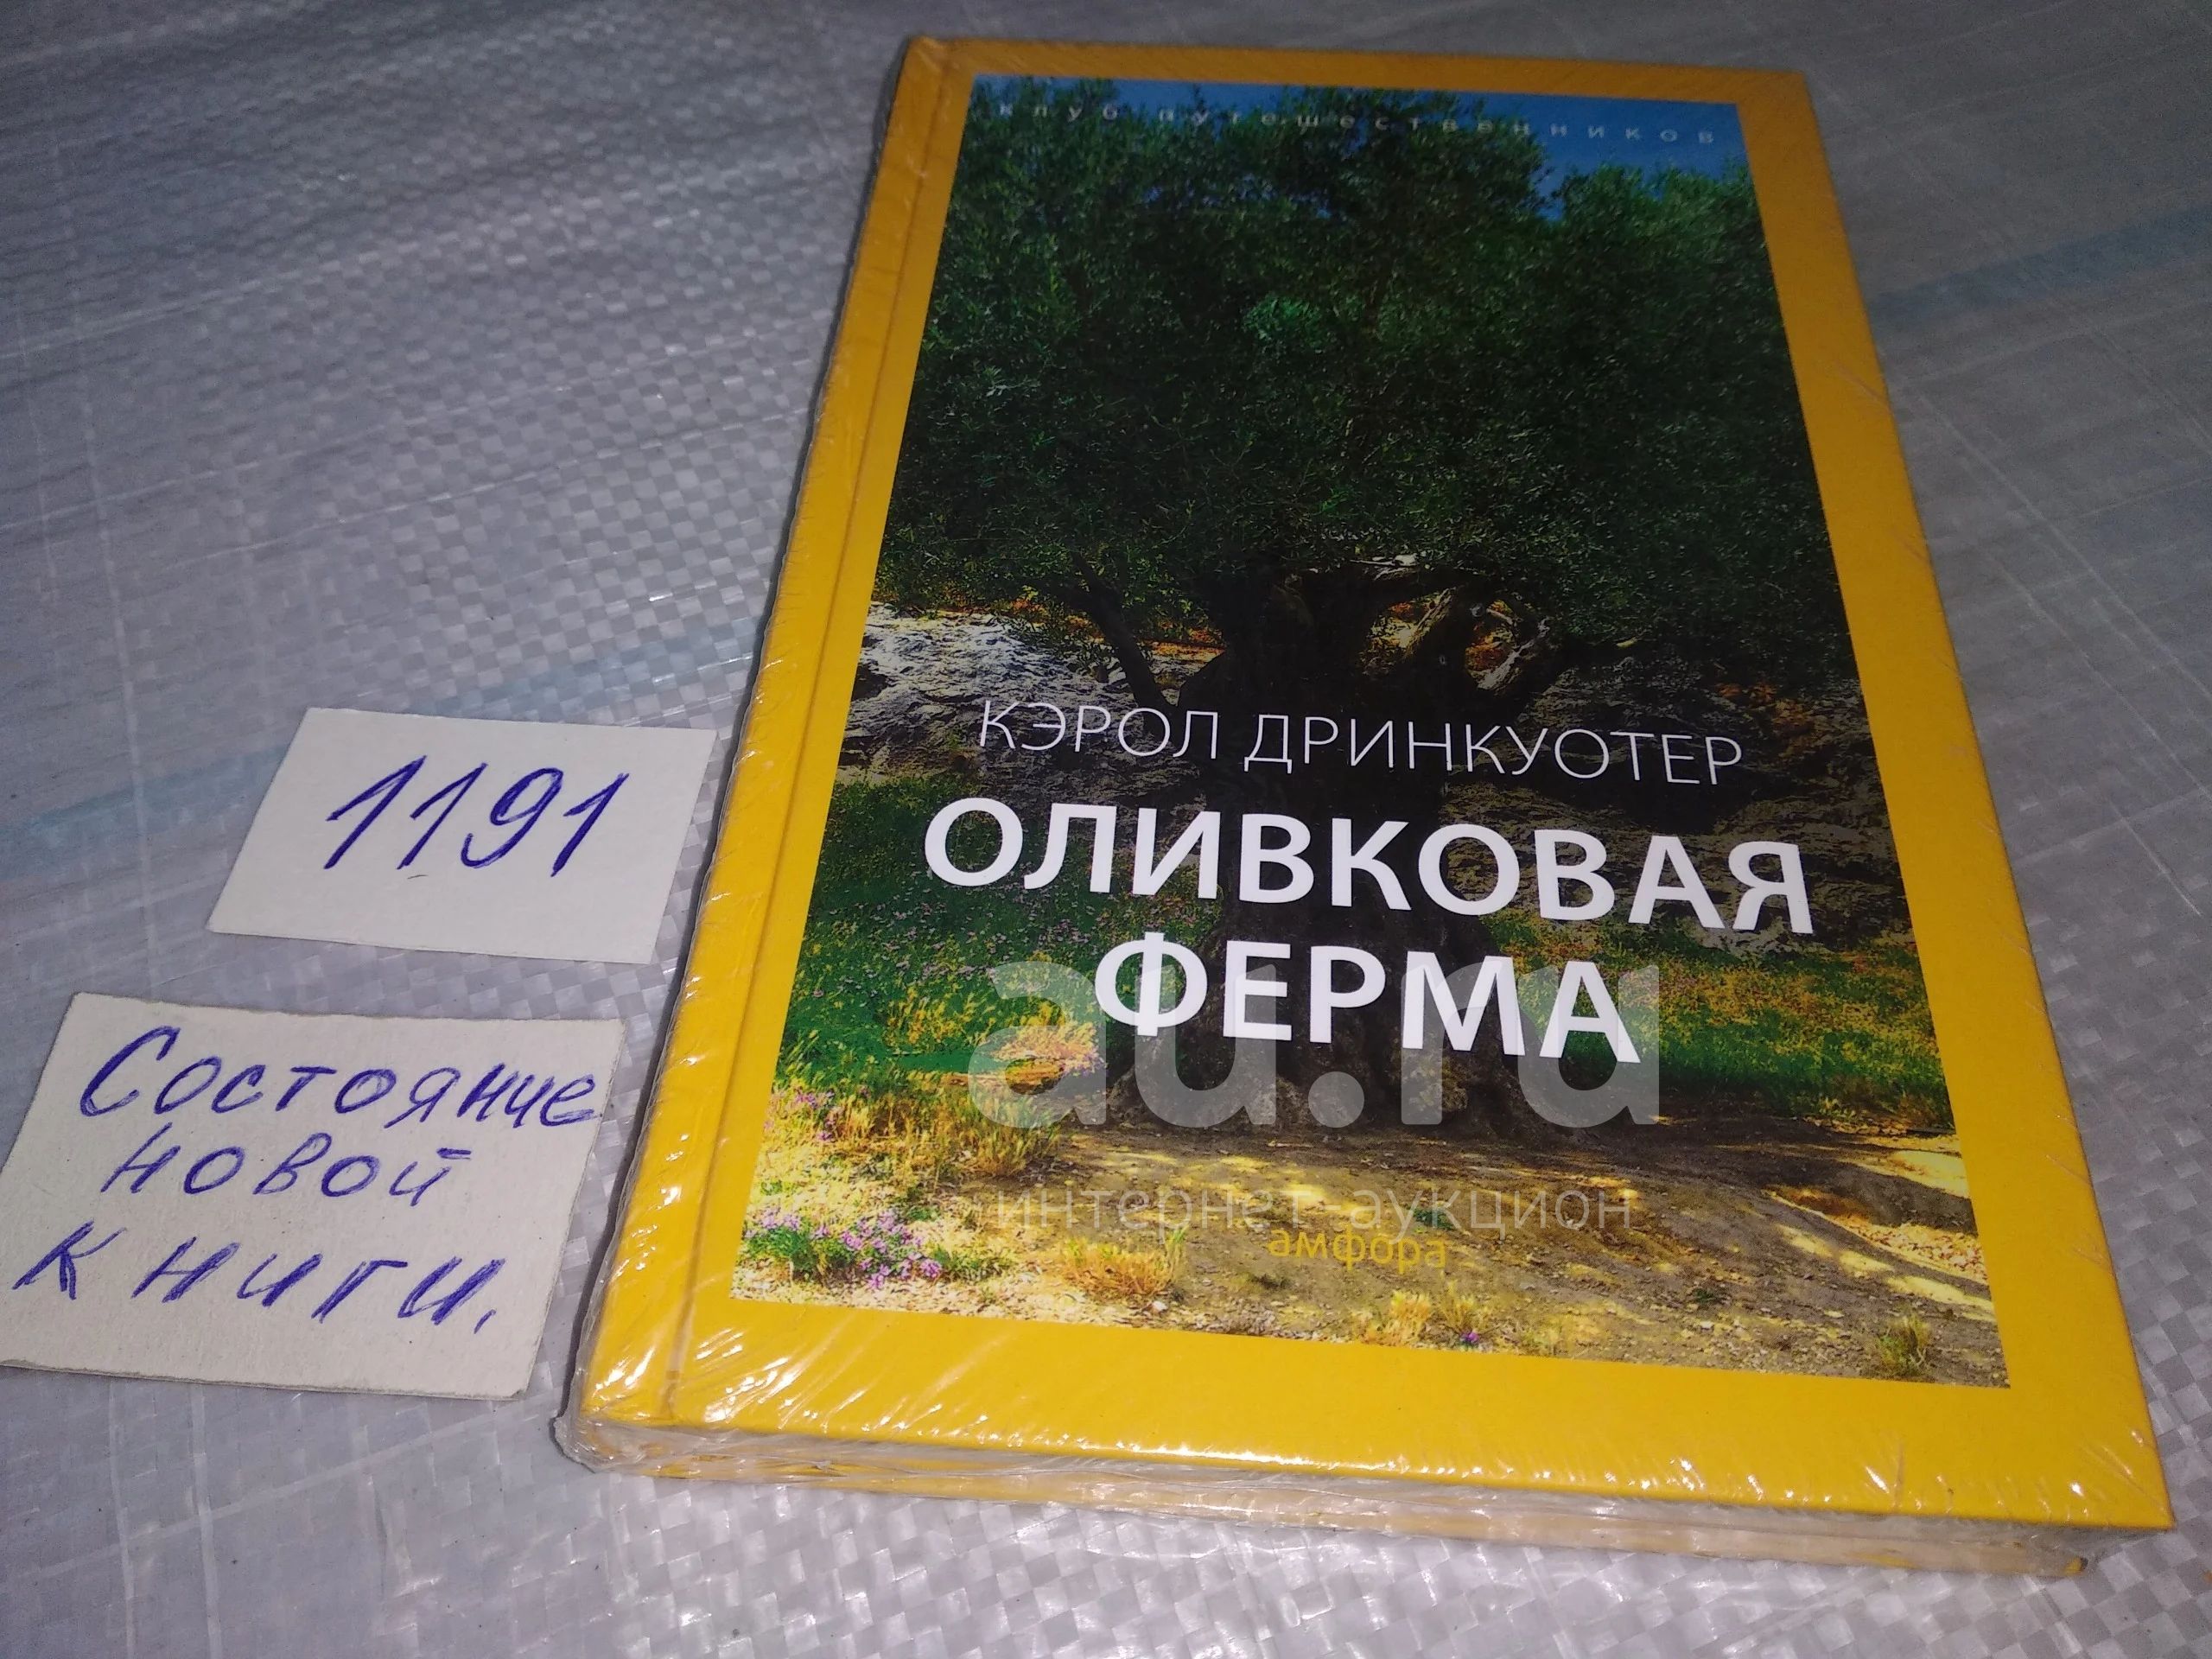 клуб путешественников
КЭРОЛ ДРИНКУОТЕР
ОЛИВКОВАЯ
ФЕРМА
au.ru
интернет-аукцион
амфора
1191
Состояние
новой
книги.